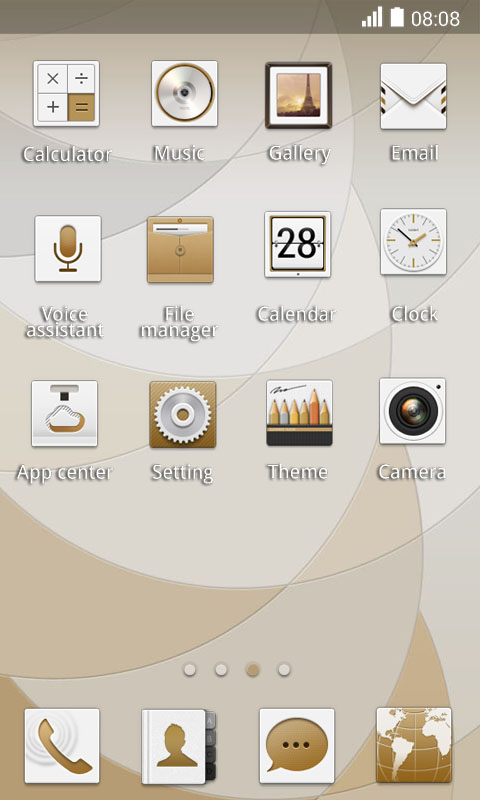 08:08
Calculator
Music
Gallery
Email
28
Voice
assistant
File
manager
Calendar
Clock
App center
Setting
Theme
Camera
A